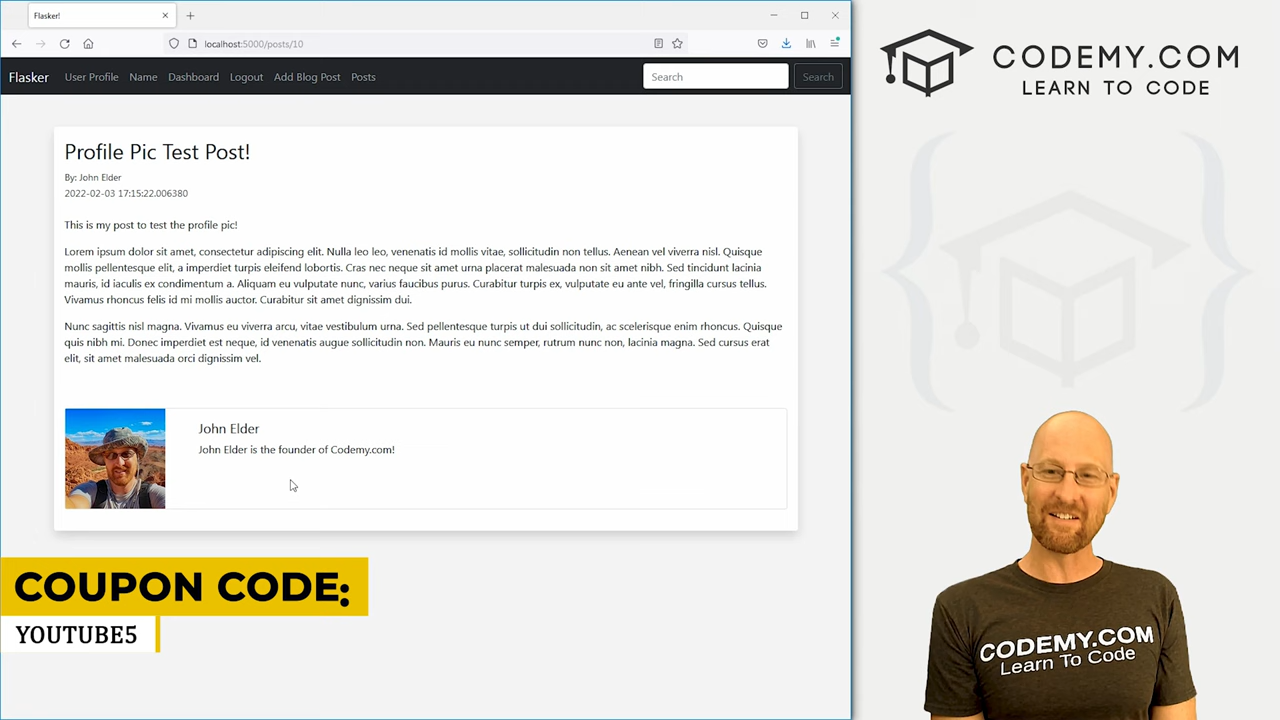 Flasker!
localhost:5000/posts/10
Flasker User Profile Name Dashboard Logout Add Blog Post Posts Search Search
Profile Pic Test Post!
By: John Elder
2022-02-03 17:15:22.006380
This is my post to test the profile pic!
Lorem ipsum dolor sit amet, consectetur adipiscing elit. Nulla leo leo, venenatis id mollis vitae, sollicitudin non tellus. Aenean vel viverra nisl. Quisque
mollis pellentesque elit, a imperdiet turpis eleifend lobortis. Cras nec neque sit amet urna placerat malesuada non sit amet nibh. Sed tincidunt lacinia
mauris, id iaculis ex condimentum a. Aliquam eu vulputate nunc, varius faucibus purus. Curabitur turpis ex, vulputate eu ante vel, fringilla cursus tellus.
Vivamus rhoncus felis id mi mollis auctor. Curabitur sit amet dignissim dui.
Nunc sagittis nisl magna. Vivamus eu viverra arcu, vitae vestibulum urna. Sed pellentesque turpis ut dui sollicitudin, ac scelerisque enim rhoncus. Quisque
quis nibh mi. Donec imperdiet est neque, id venenatis augue sollicitudin non. Mauris eu nunc semper, rutrum nunc non, lacinia magna. Sed cursus erat
elit, sit amet malesuada orci dignissim vel.
John Elder
John Elder is the founder of Codemy.com!
COUPON CODE:
YOUTUBE5
CODEMY.COM
LEARN TO CODE
CODEMY.COM
Learn To Code